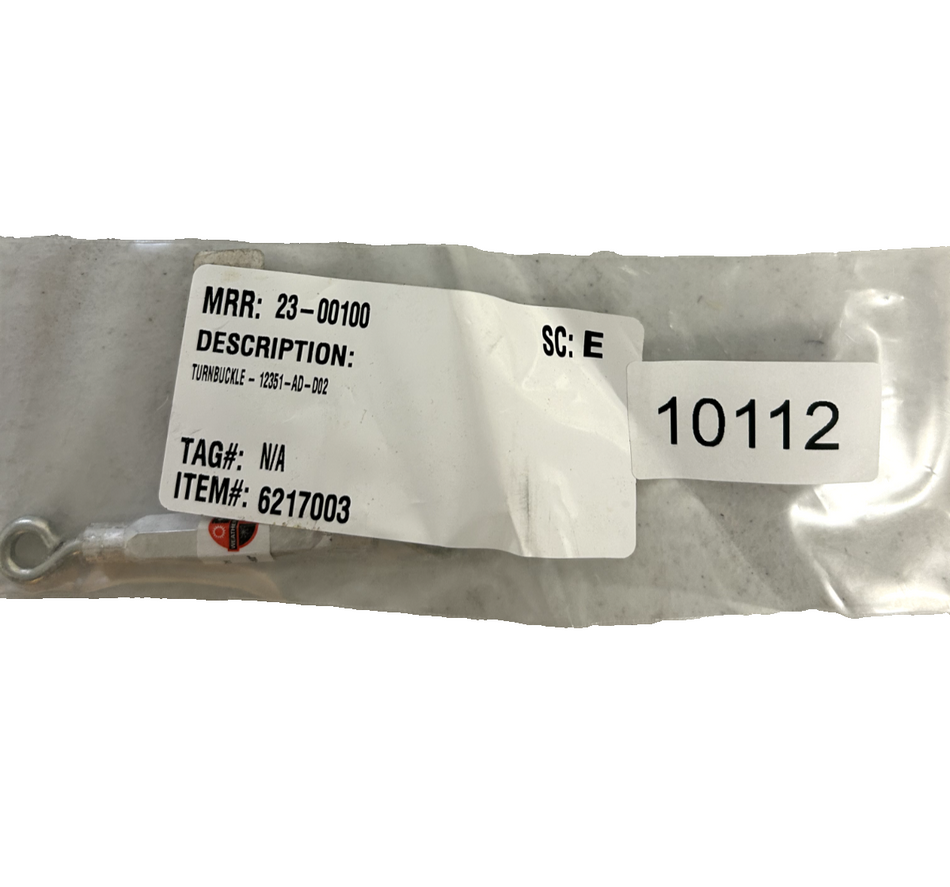 MRR: 23-00100
SC: E
DESCRIPTION:
TURNBUCKLE - 12351-AD-D02
TAG#: N/A
ITEM#: 6217003
10112